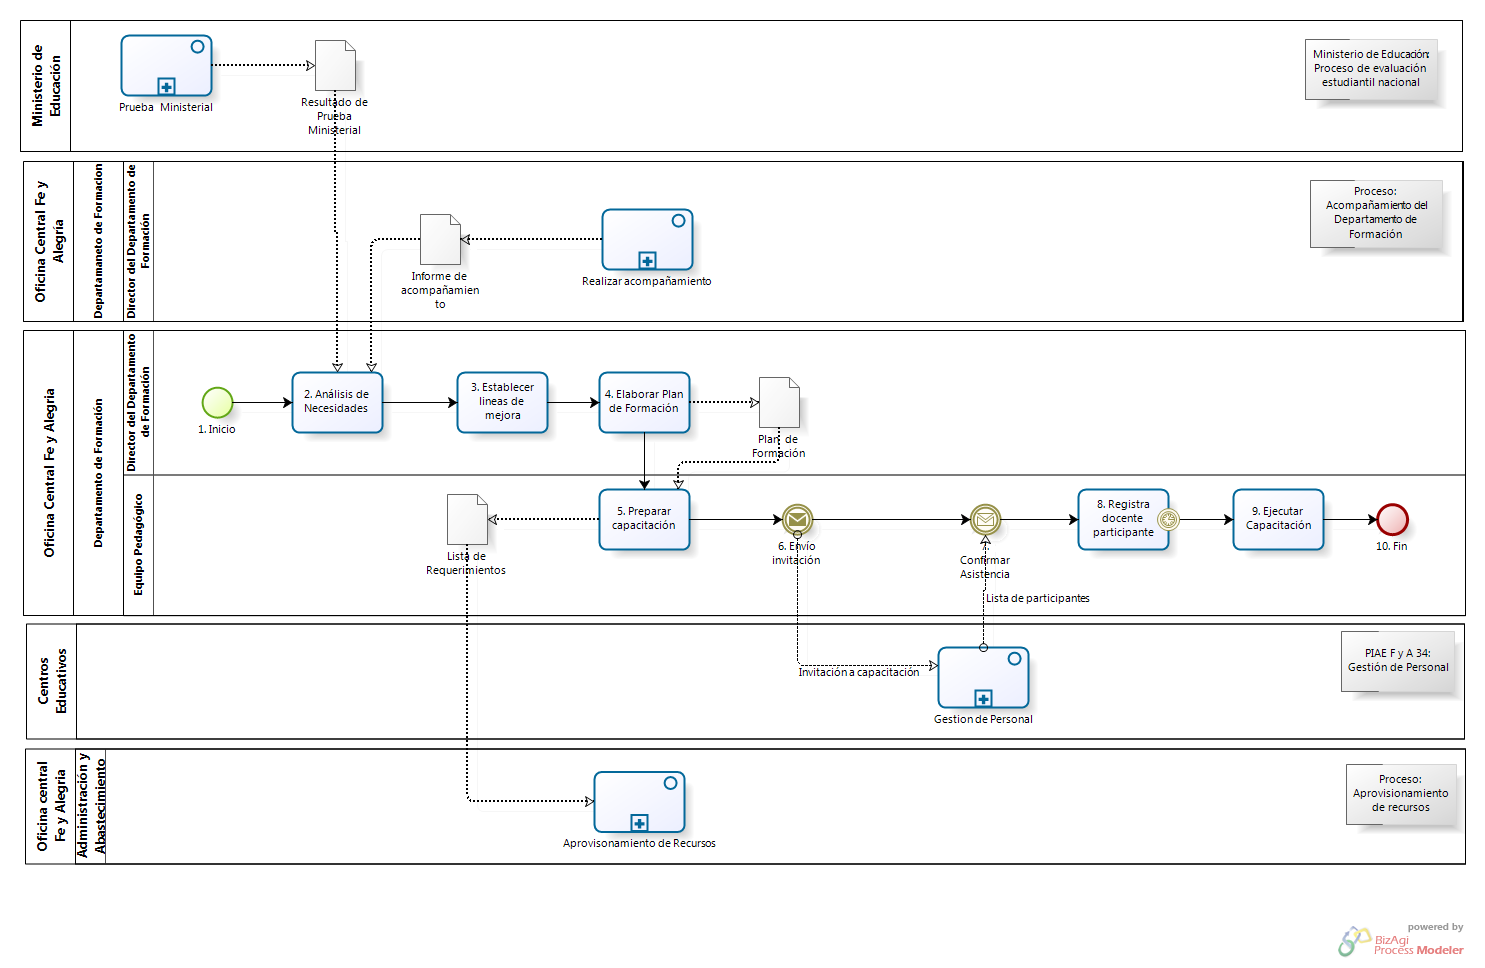 Ministerio de
Educación
Prueba Ministerial
Resultado de
Prueba
Ministerial
Ministerio de Educación:
Proceso de evaluación
estudiantil nacional
Oficina Central Fe y
Alegría
Departamaneto de Formacion
Director del Departamento de
Formación
Informe de
acompañamien
to
Realizar acompañamiento
Proceso:
Acompañamiento del
Departamento de
Formación
Oficina Central Fe y Alegria
Departamento de Formación
Director del Departamento
de Formación
1. Inicio
2. Análisis de
Necesidades
3. Establecer
lineas de
mejora
4. Elaborar Plan
de Formación
Plan de
Formación
Equipo Pedagógico
Lista de
Requerimientos
5. Preparar
capacitación
6. Envío
invitación
Confirmar
Asistencia
8. Registra
docente
participante
9. Ejecutar
Capacitación
10. Fin
Lista de participantes
Centros
Educativos
Invitación a capacitación
Gestion de Personal
PIAE F y A 34:
Gestión de Personal
Oficina central
Fe y Alegria
Administración y
Abastecimiento
Aprovisonamiento de Recursos
Proceso:
Aprovisionamiento
de recursos
powered by
BizAgi
Process Modeler